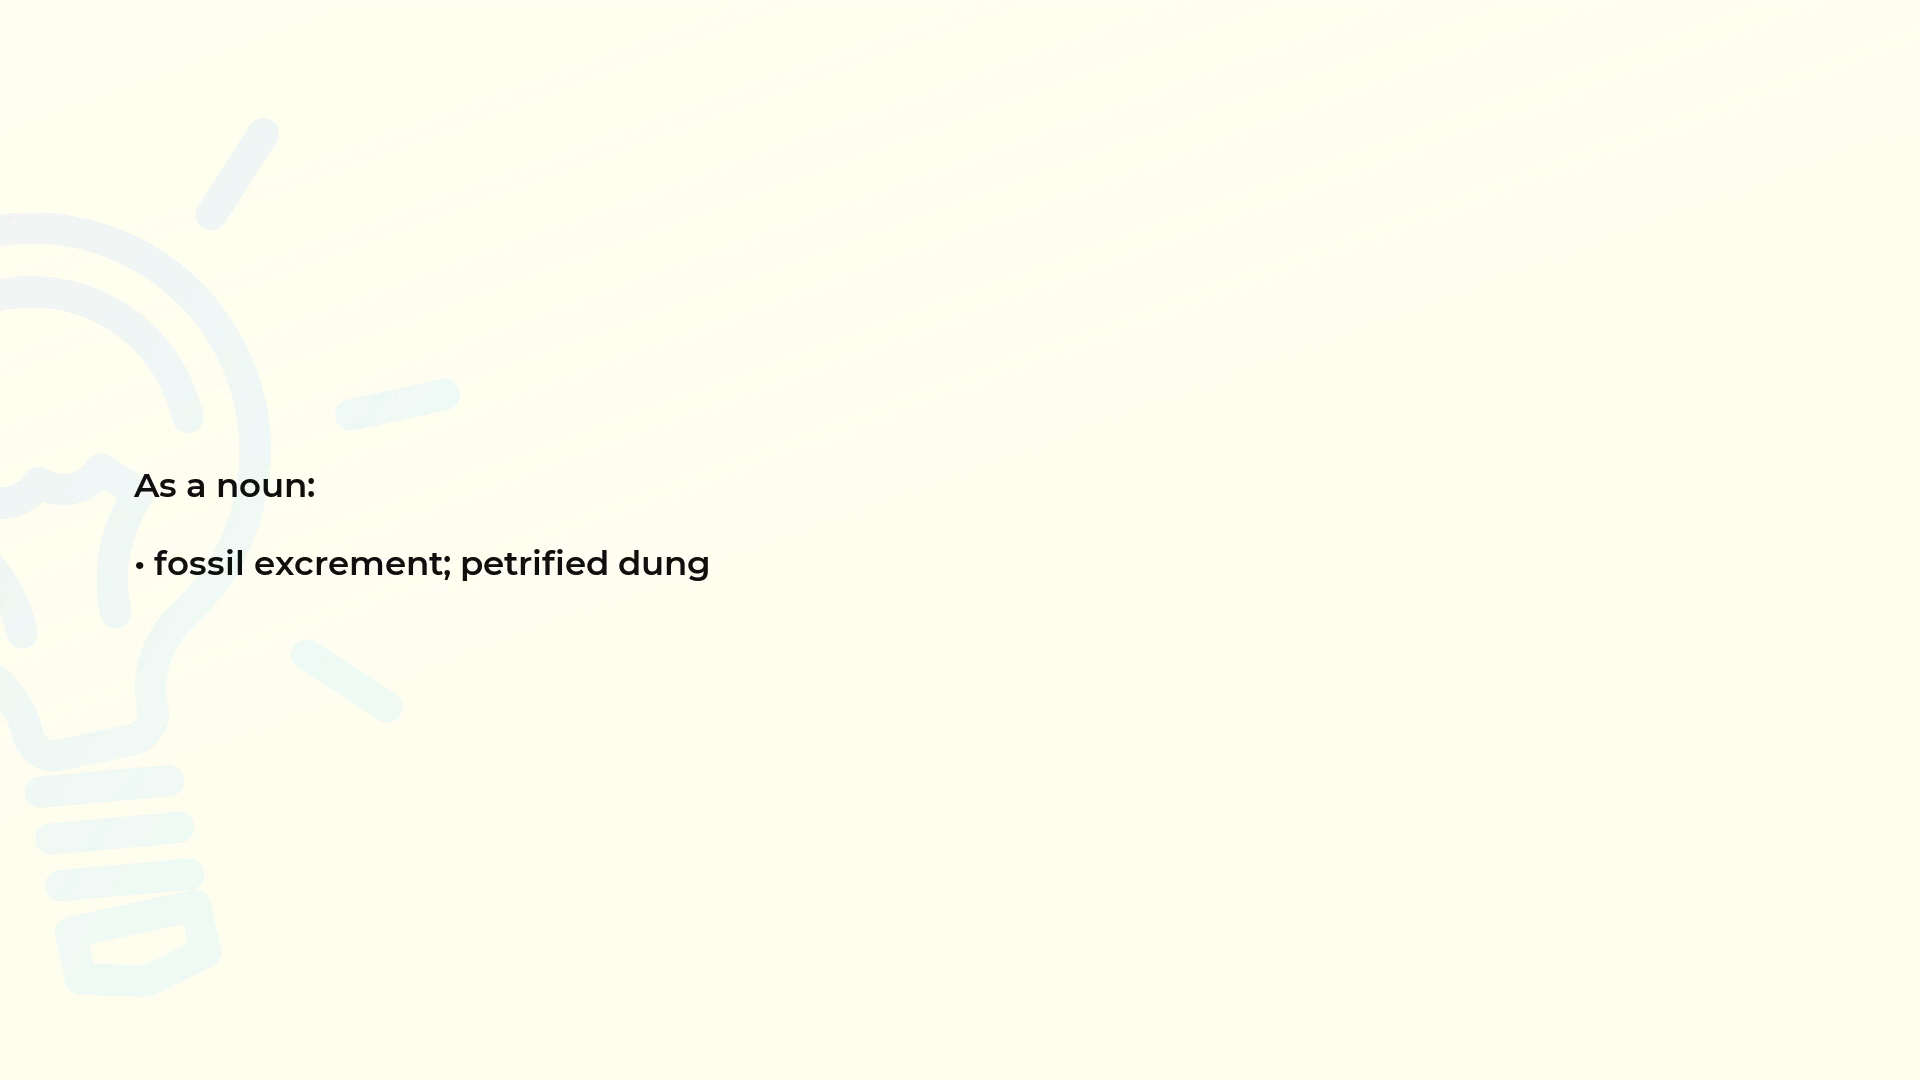 As a noun:
• fossil excrement; petrified dung